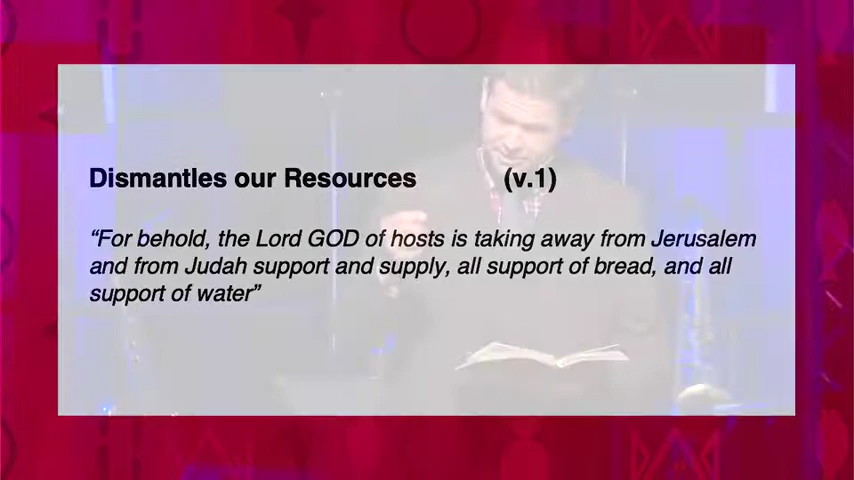 Dismantles our Resources (v.1)
“For behold, the Lord GOD of hosts is taking away from Jerusalem
and from Judah support and supply, all support of bread, and all
support of water”